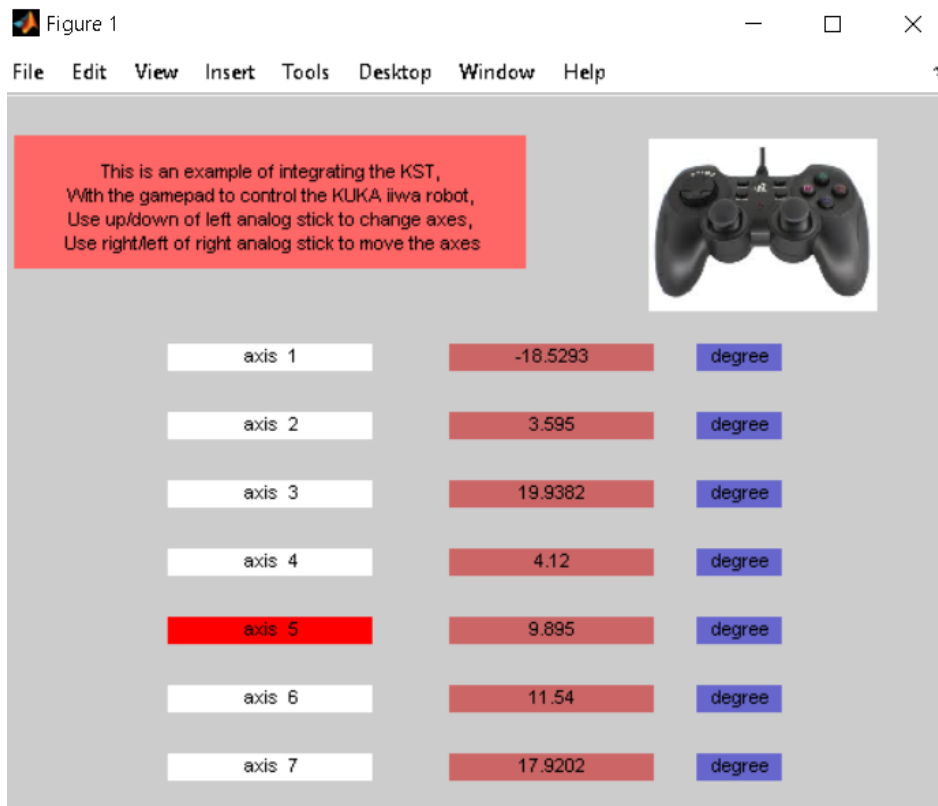 Figure 1
File Edit View Insert Tools Desktop Window Help
This is an example of integrating the KST,
With the gamepad to control the KUKA iiwa robot,
Use up/down of left analog stick to change axes,
Use right/left of right analog stick to move the axes
axis 1 -18.5293 degree
axis 2 3.595 degree
axis 3 19.9382 degree
axis 4 4.12 degree
axis 5 9.895 degree
axis 6 11.54 degree
axis 7 17.9202 degree